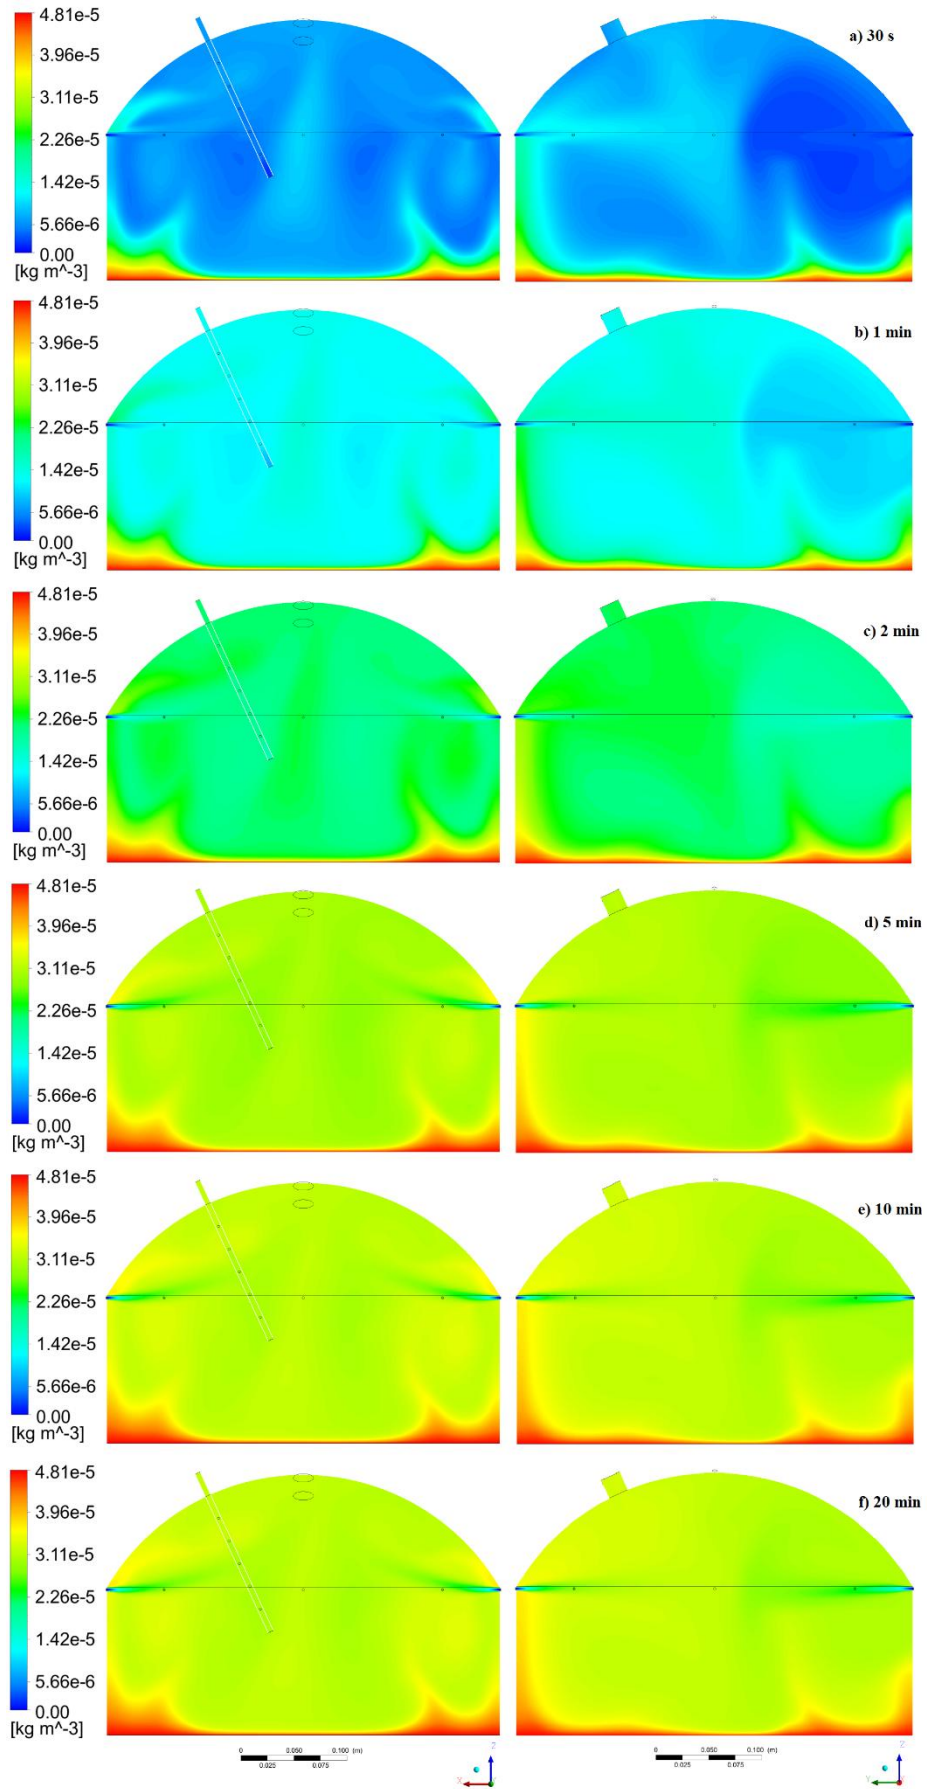 4.81e-5
3.96e-5
3.11e-5
2.26e-5
1.42e-5
5.66e-6
0.00
[kg m^-3]
a) 30 s
4.81e-5
3.96e-5
3.11e-5
2.26e-5
1.42e-5
5.66e-6
0.00
[kg m^-3]
b) 1 min
4.81e-5
3.96e-5
3.11e-5
2.26e-5
1.42e-5
5.66e-6
0.00
[kg m^-3]
c) 2 min
4.81e-5
3.96e-5
3.11e-5
2.26e-5
1.42e-5
5.66e-6
0.00
[kg m^-3]
d) 5 min
4.81e-5
3.96e-5
3.11e-5
2.26e-5
1.42e-5
5.66e-6
0.00
[kg m^-3]
e) 10 min
4.81e-5
3.96e-5
3.11e-5
2.26e-5
1.42e-5
5.66e-6
0.00
[kg m^-3]
f) 20 min
0 0.050 0.100 (m)
0.025 0.075
Z
X
0 0.050 0.100 (m)
0.025 0.075
Z
Y